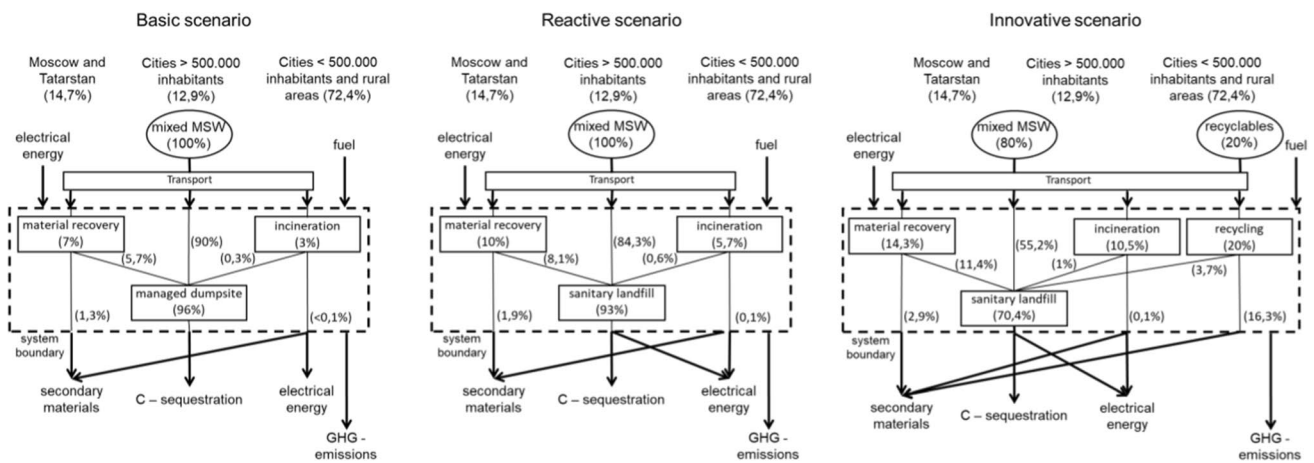 Basic scenario
Moscow and
Tatarstan
(14,7%)
Cities > 500.000
inhabitants
(12,9%)
Cities < 500.000
inhabitants and rural
areas (72,4%)
electrical
energy
mixed MSW
(100%)
fuel
Transport
material recovery
(7%)
(90%)
incineration
(3%)
(5,7%)
(0,3%)
managed dumpsite
(96%)
(1,3%)
(<0,1%)
system
boundary
secondary
materials
C – sequestration
electrical
energy
GHG -
emissions
Reactive scenario
Moscow and
Tatarstan
(14,7%)
Cities > 500.000
inhabitants
(12,9%)
Cities < 500.000
inhabitants and rural
areas (72,4%)
electrical
energy
mixed MSW
(100%)
fuel
Transport
material recovery
(10%)
(84,3%)
incineration
(5,7%)
(8,1%)
(0,6%)
sanitary landfill
(93%)
(1,9%)
(0,1%)
system
boundary
secondary
materials
C – sequestration
electrical
energy
GHG -
emissions
Innovative scenario
Moscow and
Tatarstan
(14,7%)
Cities > 500.000
inhabitants
(12,9%)
Cities < 500.000
inhabitants and rural
areas (72,4%)
electrical
energy
mixed MSW
(80%)
recyclables
(20%)
fuel
Transport
material recovery
(14,3%)
(55,2%)
incineration
(10,5%)
recycling
(20%)
(11,4%)
(1%)
(3,7%)
sanitary landfill
(70,4%)
(2,9%)
(0,1%)
(16,3%)
system
boundary
secondary
materials
C – sequestration
electrical
energy
GHG -
emissions